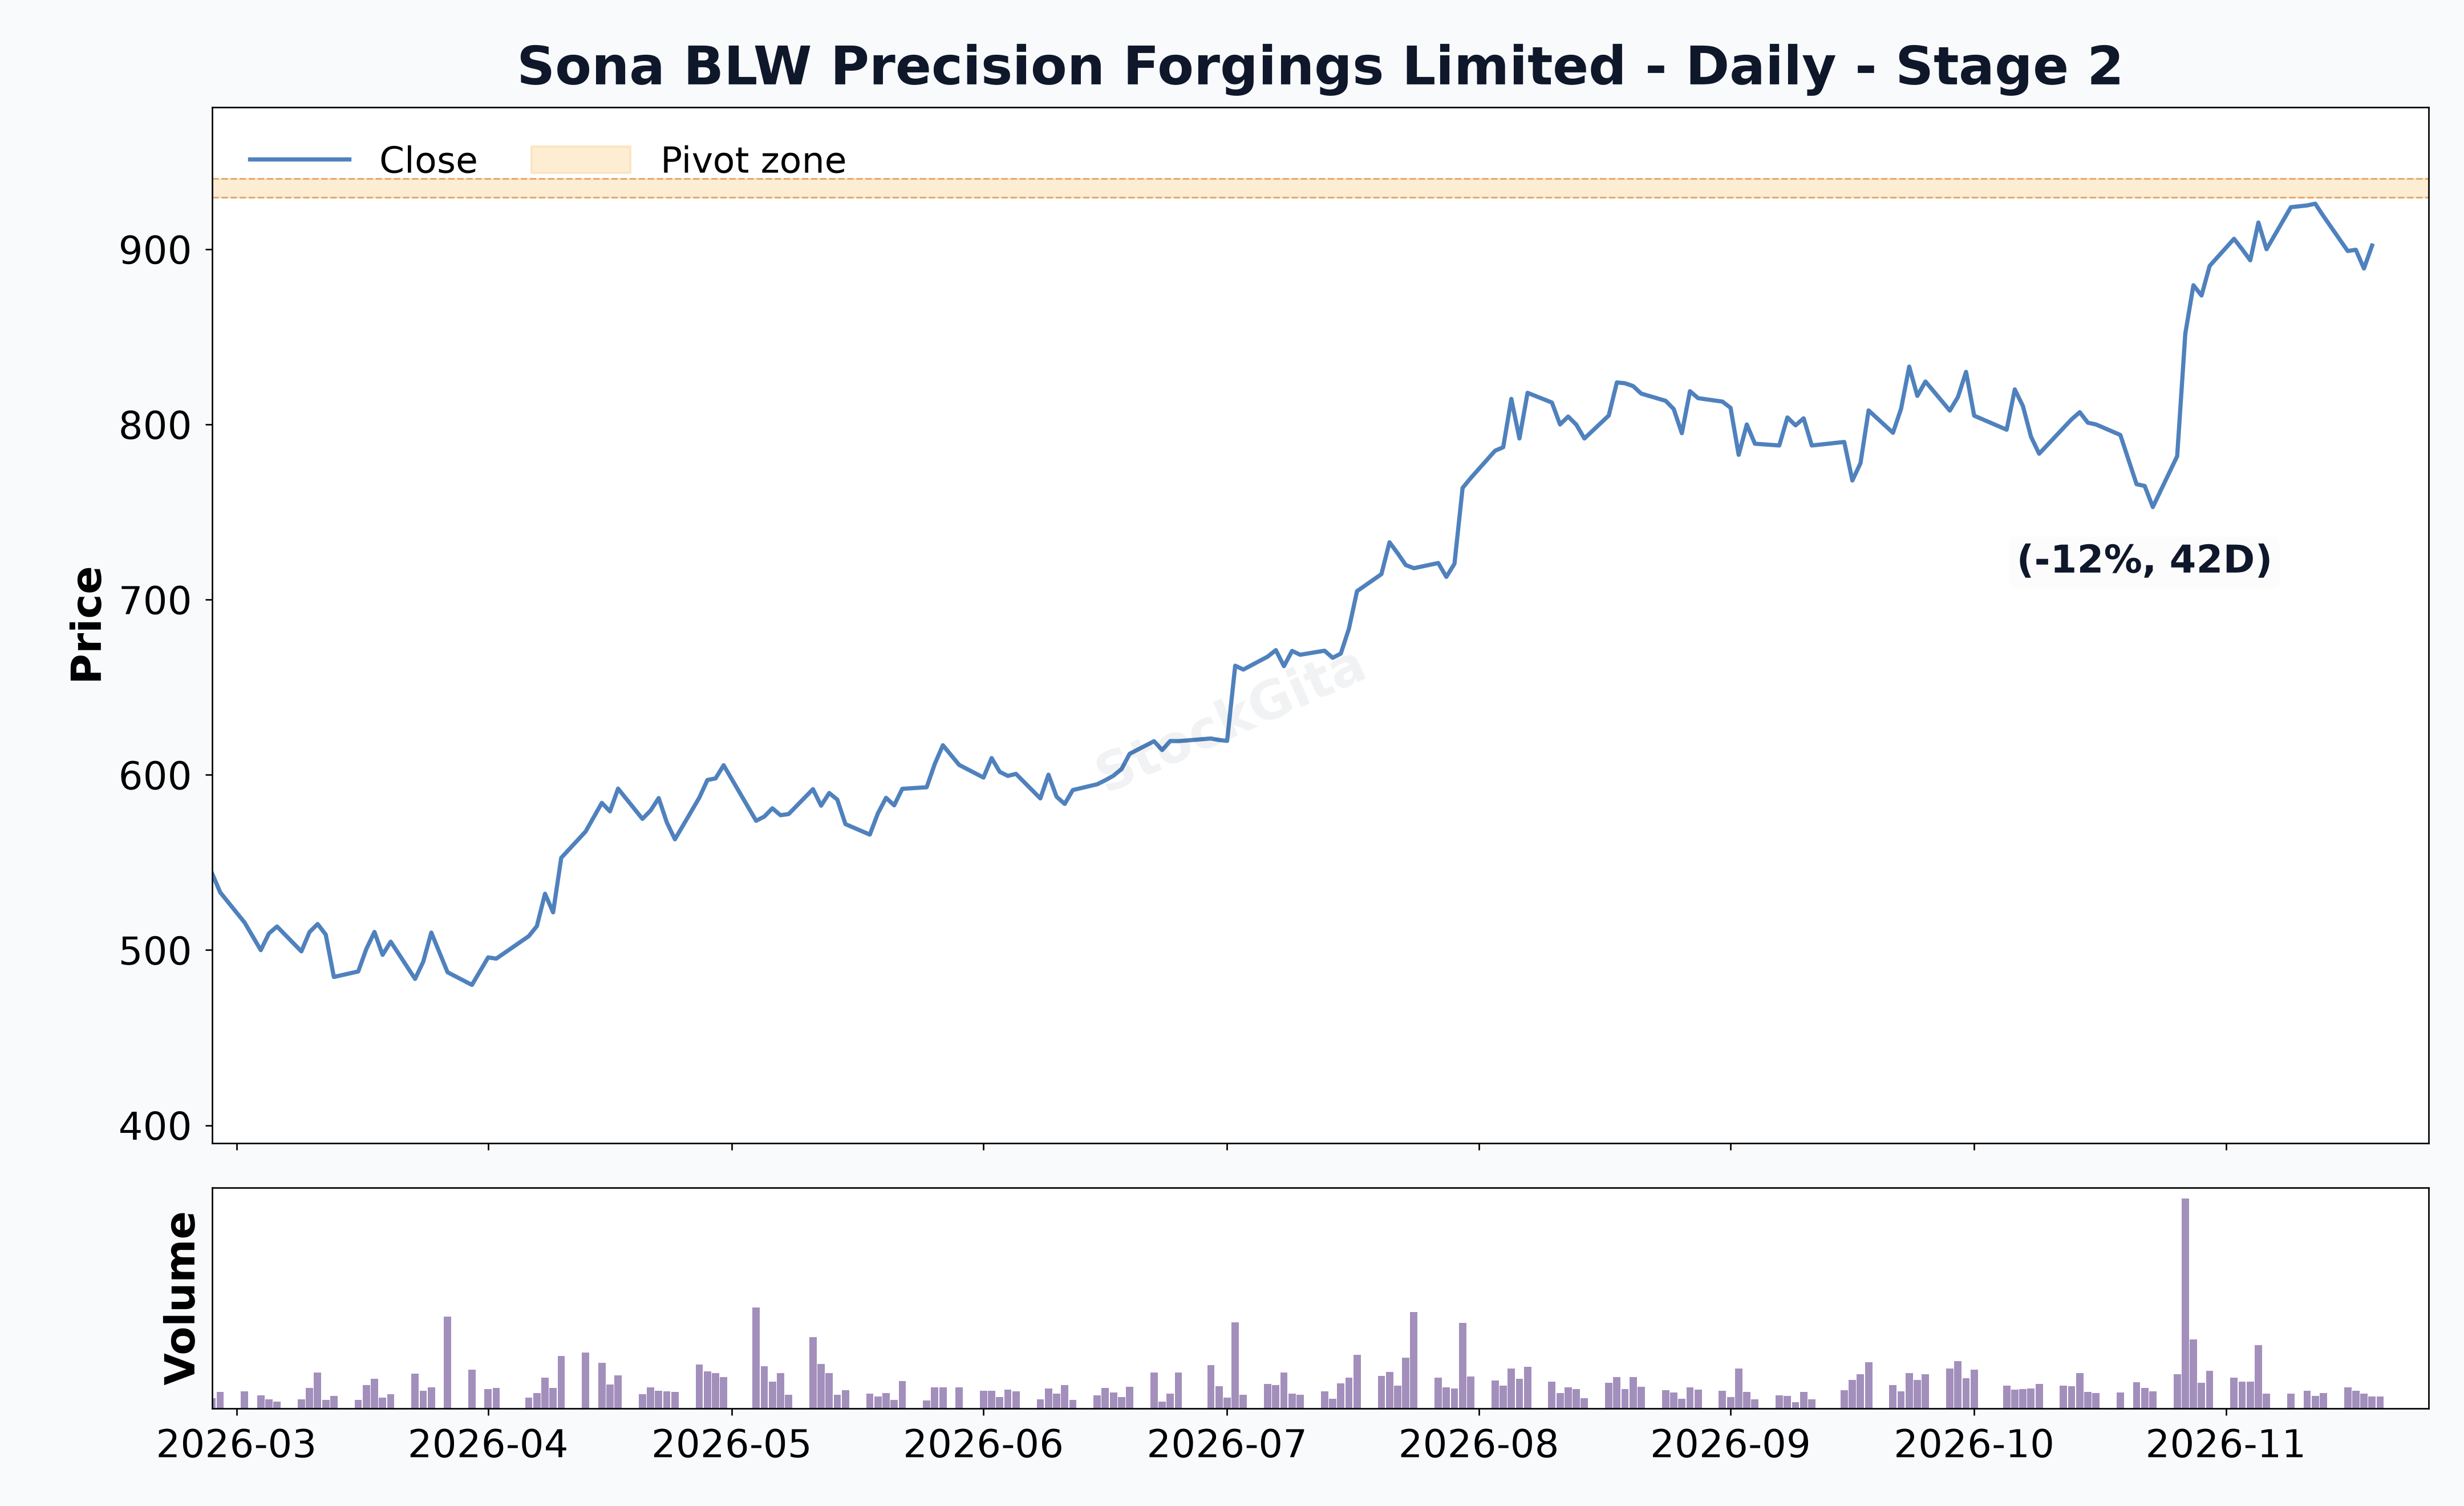 Sona BLW Precision Forgings Limited - Daily - Stage 2
Close
Pivot zone
900
800
700
600
500
400
Price
(-12%, 42D)
StockGita
Volume
2026-03
2026-04
2026-05
2026-06
2026-07
2026-08
2026-09
2026-10
2026-11